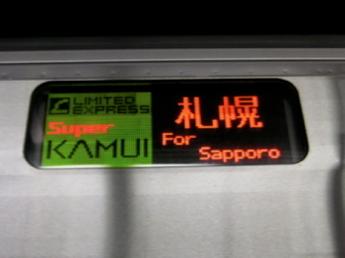 LIMITED
EXPRESS
Super
KAMUI
札幌
For
Sapporo